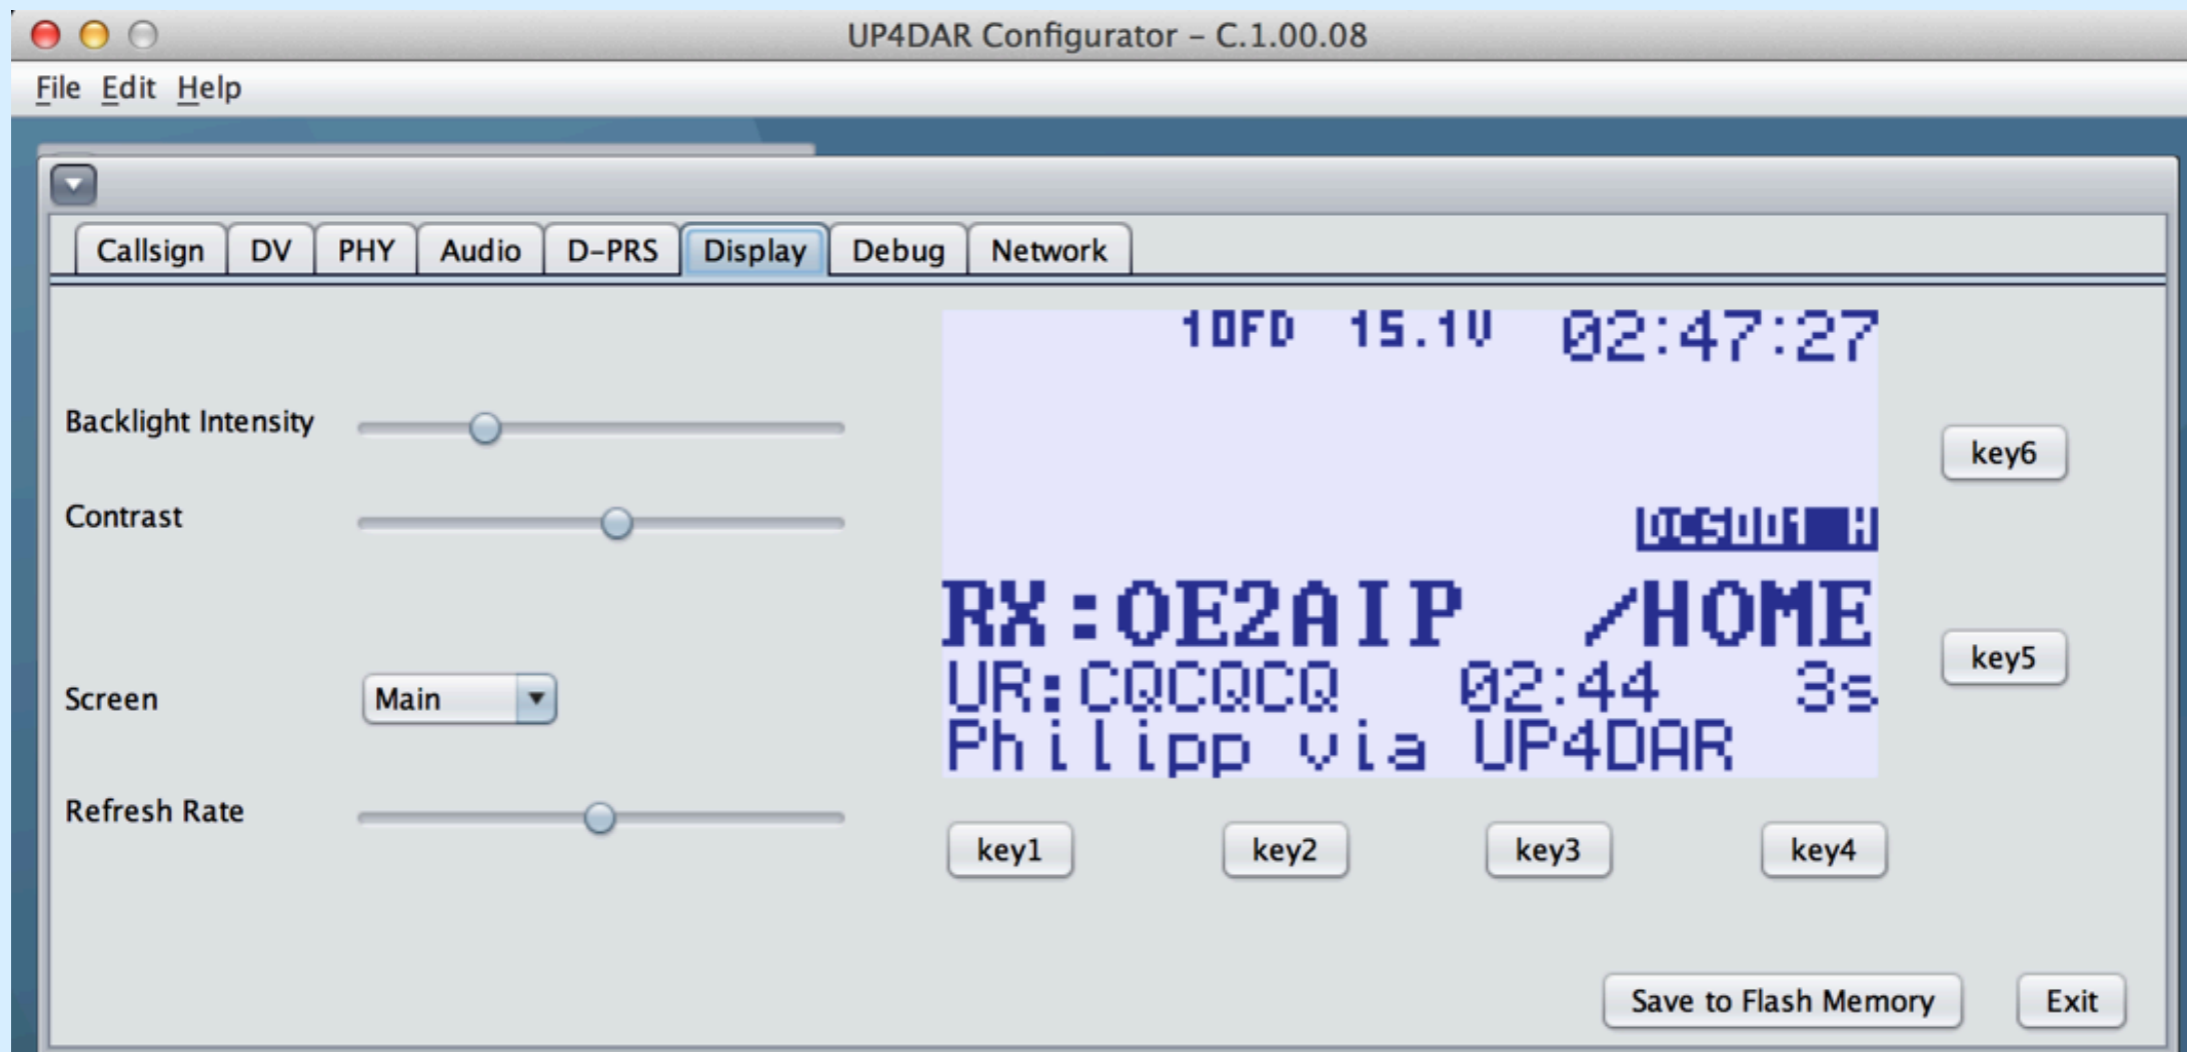 UP4DAR Configurator – C.1.00.08
File Edit Help
Callsign DV PHY Audio D-PRS Display Debug Network
10FD 15.1V 02:47:27
Backlight Intensity
key6
Contrast
RX:OE2AIP /HOME
key5
UR:CQCQCQ 02:44 3s
Screen Main
Philipp via UP4DAR
Refresh Rate
key1 key2 key3 key4
Save to Flash Memory Exit